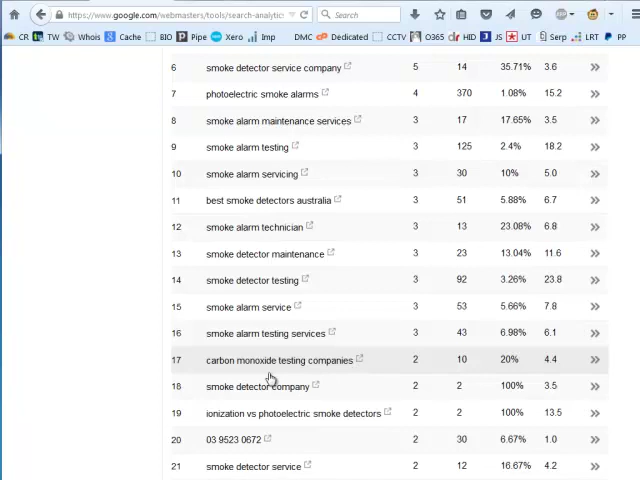 https://www.google.com/webmasters/tools/search-analytics Search
CR TW Whois Cache BIO Pipe Xero Imp DMC Dedicated CCTV O365 HID JS UT Serp LRT PP
6 smoke detector service company 5 14 35.71% 3.6
7 photoelectric smoke alarms 4 370 1.08% 15.2
8 smoke alarm maintenance services 3 17 17.65% 3.5
9 smoke alarm testing 3 125 2.4% 18.2
10 smoke alarm servicing 3 30 10% 5.0
11 best smoke detectors australia 3 51 5.88% 6.7
12 smoke alarm technician 3 13 23.08% 6.8
13 smoke detector maintenance 3 23 13.04% 11.6
14 smoke detector testing 3 92 3.26% 23.8
15 smoke alarm service 3 53 5.66% 7.8
16 smoke alarm testing services 3 43 6.98% 6.1
17 carbon monoxide testing companies 2 10 20% 4.4
18 smoke detector company 2 2 100% 3.5
19 ionization vs photoelectric smoke detectors 2 2 100% 13.5
20 03 9523 0672 2 30 6.67% 1.0
21 smoke detector service 2 12 16.67% 4.2